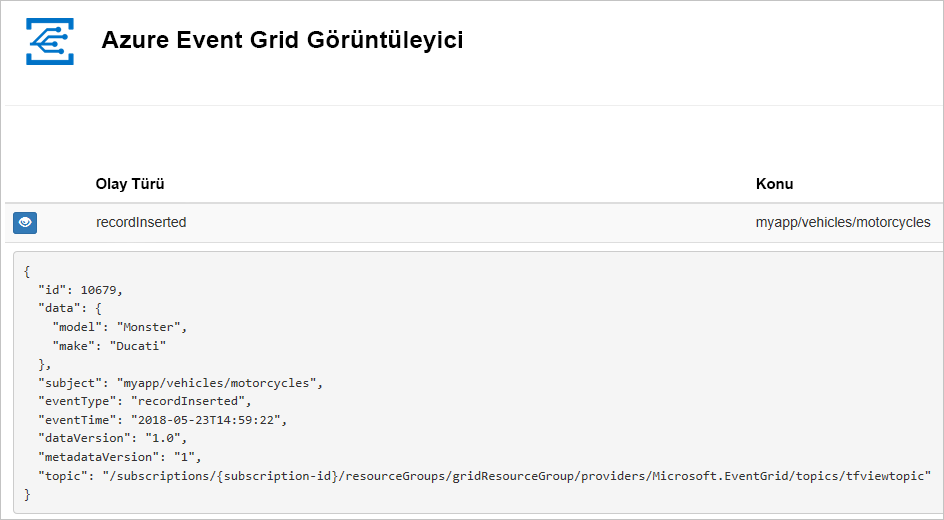 Azure Event Grid Görüntüleyici
Olay Türü Konu
recordInserted myapp/vehicles/motorcycles
{
  "id": 10679,
  "data": {
    "model": "Monster",
    "make": "Ducati"
  },
  "subject": "myapp/vehicles/motorcycles",
  "eventType": "recordInserted",
  "eventTime": "2018-05-23T14:59:22",
  "dataVersion": "1.0",
  "metadataVersion": "1",
  "topic": "/subscriptions/{subscription-id}/resourceGroups/gridResourceGroup/providers/Microsoft.EventGrid/topics/tfviewtopic"
}